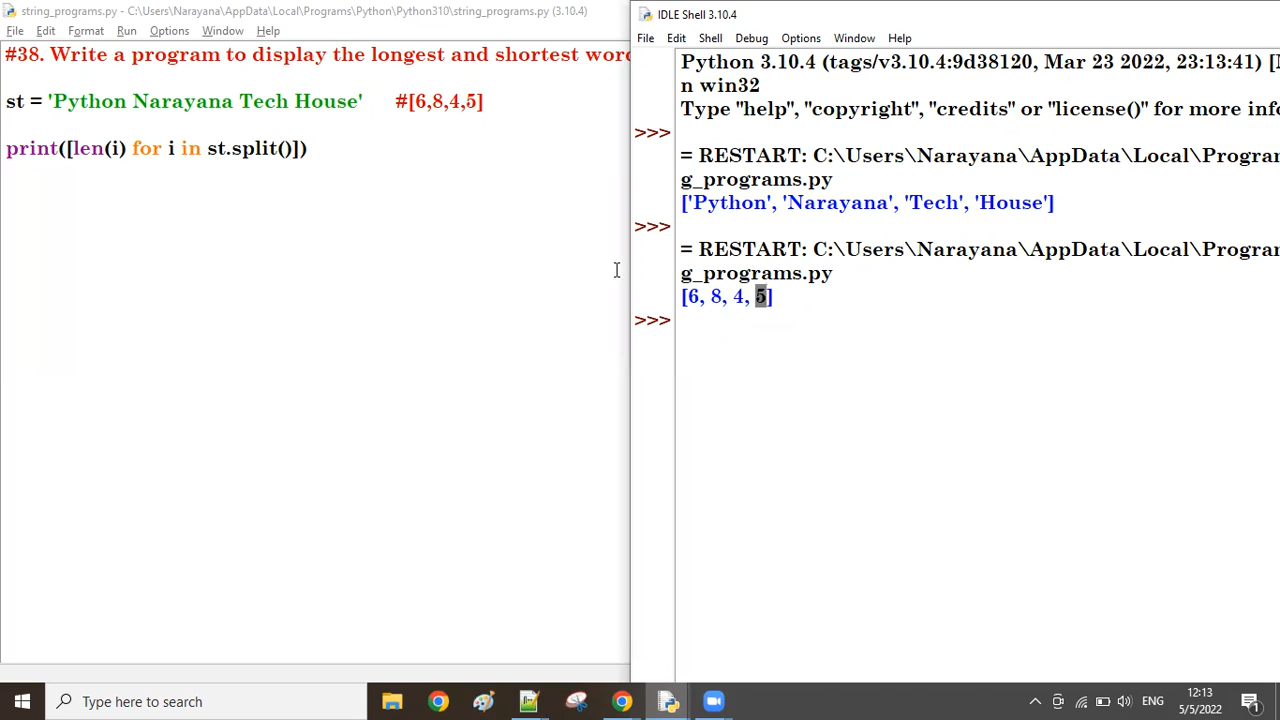 string_programs.py - C:\Users\Narayana\AppData\Local\Programs\Python\Python310\string_programs.py (3.10.4)
File Edit Format Run Options Window Help
#38. Write a program to display the longest and shortest
st = 'Python Narayana Tech House' #[6,8,4,5]
print([len(i) for i in st.split()])
IDLE Shell 3.10.4
File Edit Shell Debug Options Window Help
Python 3.10.4 (tags/v3.10.4:9d38120, Mar 23 2022, 23:13:41) [
n win32
Type "help", "copyright", "credits" or "license()" for more
>>>
= RESTART: C:\Users\Narayana\AppData\Local\
g_programs.py
['Python', 'Narayana', 'Tech', 'House']
>>>
= RESTART: C:\Users\Narayana\AppData\Local\
g_programs.py
[6, 8, 4, 5]
>>>
Type here to search
ENG
12:13
5/5/2022
1